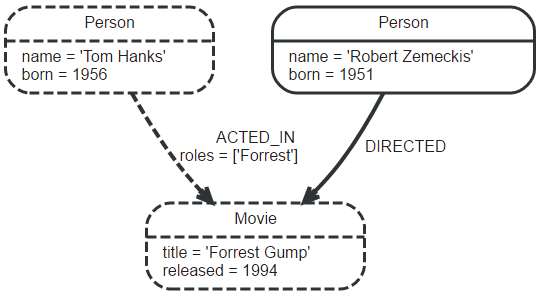 Person
name = 'Tom Hanks'
born = 1956
Person
name = 'Robert Zemeckis'
born = 1951
ACTED_IN
roles = ['Forrest']
DIRECTED
Movie
title = 'Forrest Gump'
released = 1994